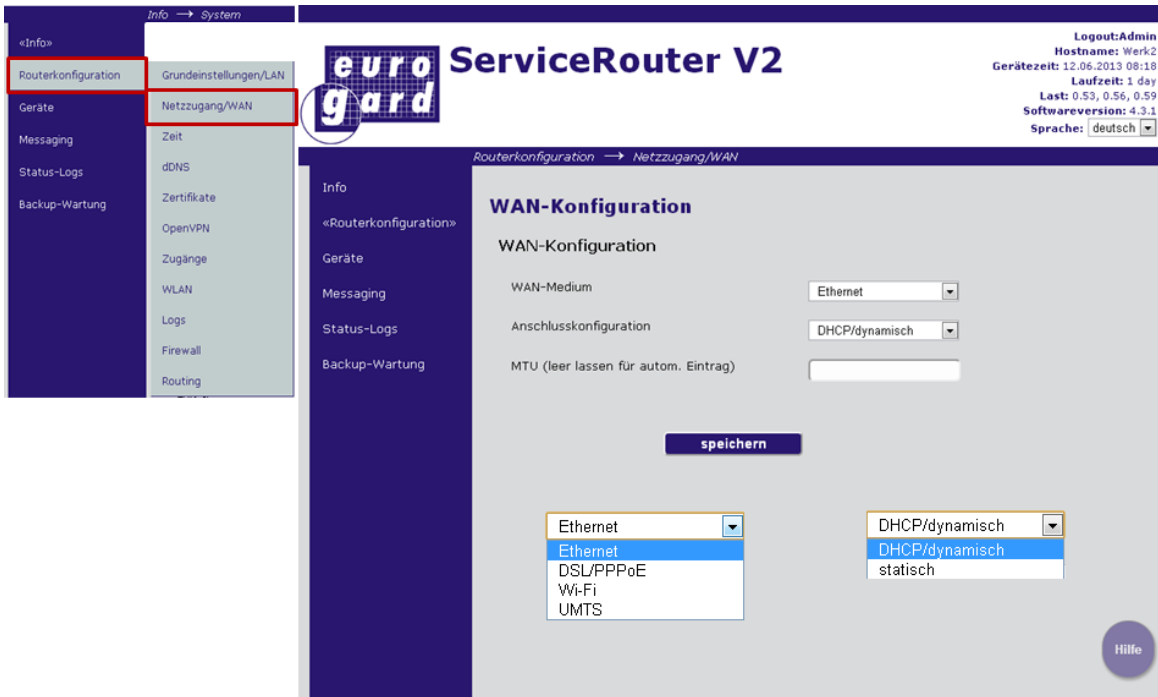 Info → System
«Info»
Routerkonfiguration
Geräte
Messaging
Status-Logs
Backup-Wartung
Grundeinstellungen/LAN
Netzzugang/WAN
Zeit
dDNS
Zertifikate
OpenVPN
Zugänge
WLAN
Logs
Firewall
Routing
euro
gard
ServiceRouter V2
Logout:Admin
Hostname: Werk2
Gerätezeit: 12.06.2013 08:18
Laufzeit: 1 day
Last: 0.53, 0.56, 0.59
Softwareversion: 4.3.1
Sprache: deutsch
Routerkonfiguration → Netzzugang/WAN
Info
«Routerkonfiguration»
Geräte
Messaging
Status-Logs
Backup-Wartung
WAN-Konfiguration
WAN-Konfiguration
WAN-Medium Ethernet
Anschlusskonfiguration DHCP/dynamisch
MTU (leer lassen für autom. Eintrag)
speichern
Ethernet
Ethernet
DSL/PPPoE
Wi-Fi
UMTS
DHCP/dynamisch
DHCP/dynamisch
statisch
Hilfe